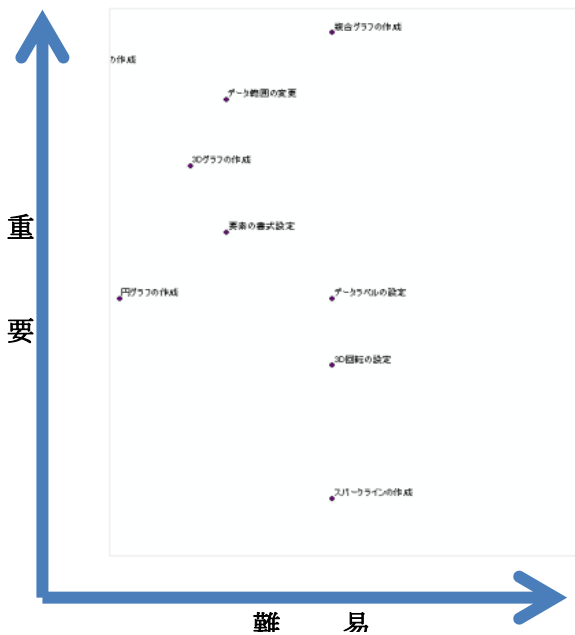 複合グラフの作成
の作成
データ範囲の変更
3Dグラフの作成
要素の書式設定
円グラフの作成
データラベルの設定
3D回転の設定
スパークラインの作成
重要
難易